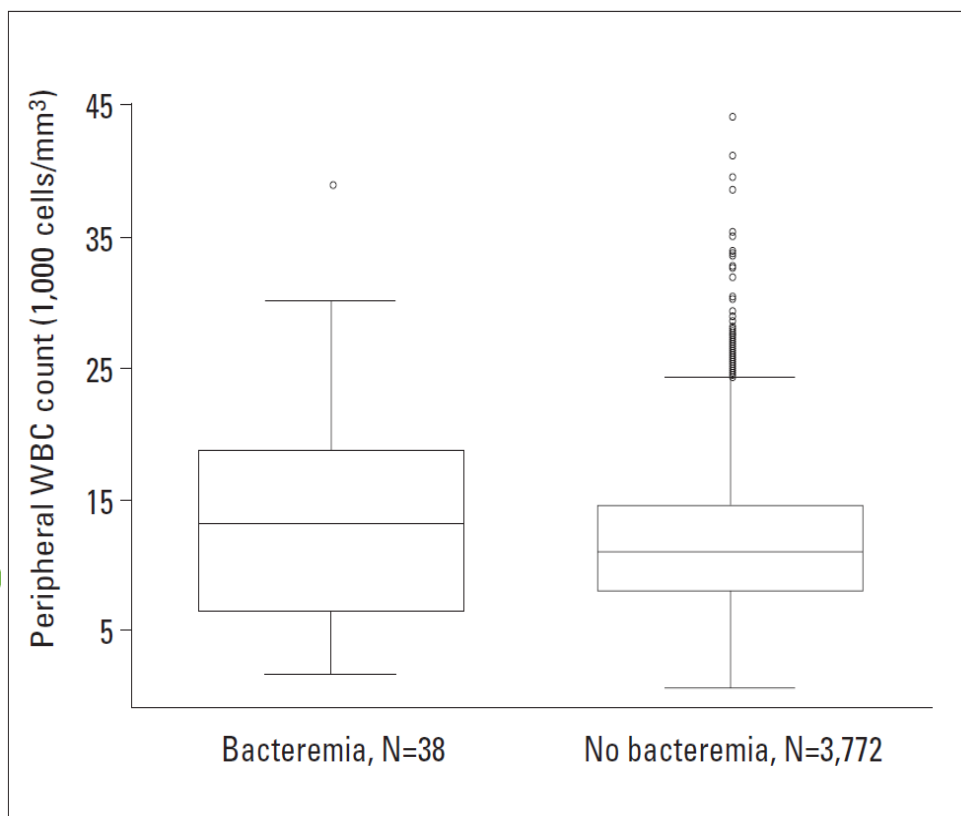 Peripheral WBC count (1,000 cells/mm³)
45
35
25
15
5
Bacteremia, N=38
No bacteremia, N=3,772